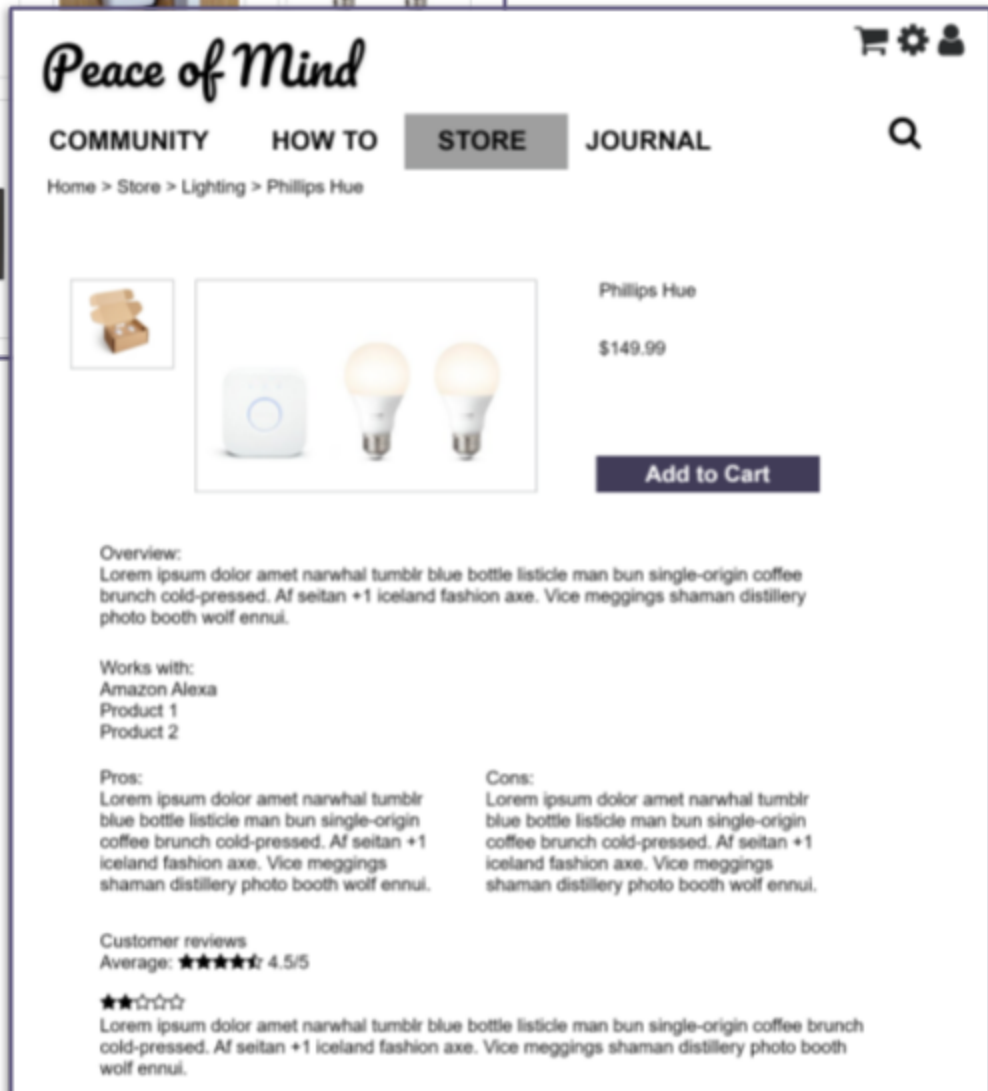 Peace of Mind
COMMUNITY HOW TO STORE JOURNAL
Home > Store > Lighting > Phillips Hue
Phillips Hue
$149.99
Add to Cart
Overview:
Lorem ipsum dolor amet narwhal tumblr blue bottle listicle man bun single-origin coffee
brunch cold-pressed. Af seitan +1 iceland fashion axe. Vice meggings shaman distillery
photo booth wolf ennui.
Works with:
Amazon Alexa
Product 1
Product 2
Pros:
Lorem ipsum dolor amet narwhal tumblr
blue bottle listicle man bun single-origin
coffee brunch cold-pressed. Af seitan +1
iceland fashion axe. Vice meggings
shaman distillery photo booth wolf ennui.
Cons:
Lorem ipsum dolor amet narwhal tumblr
blue bottle listicle man bun single-origin
coffee brunch cold-pressed. Af seitan +1
iceland fashion axe. Vice meggings
shaman distillery photo booth wolf ennui.
Customer reviews
Average: 4.5/5
Lorem ipsum dolor amet narwhal tumblr blue bottle listicle man bun single-origin coffee brunch
cold-pressed. Af seitan +1 iceland fashion axe. Vice meggings shaman distillery photo booth
wolf ennui.